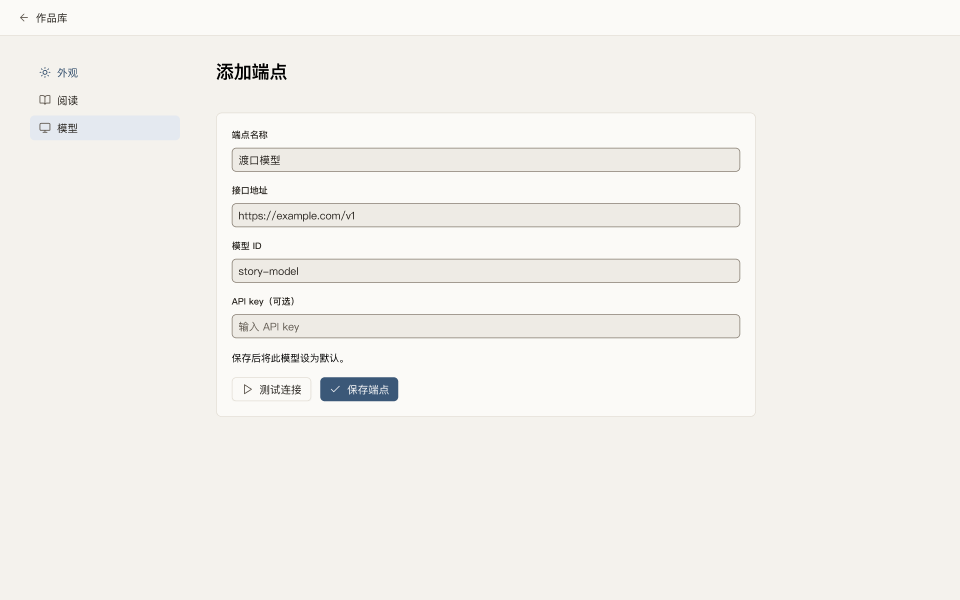 作品库
外观
阅读
模型
添加端点
端点名称
渡口模型
接口地址
https://example.com/v1
模型 ID
story-model
API key（可选）
输入 API key
保存后将此模型设为默认。
测试连接
保存端点